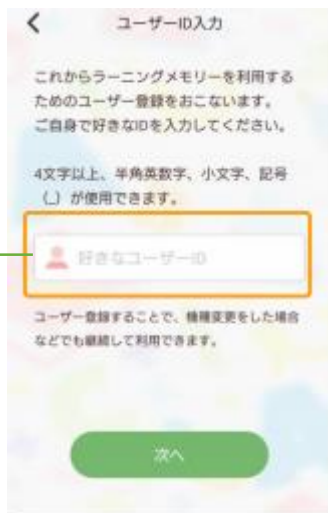 ユーザーID入力
これからラーニングメモリーを利用する
ためのユーザー登録をおこないます。
ご自身で好きなIDを入力してください。
4文字以上、半角英数字、小文字、記号
（_）が使用できます。
好きなユーザーID
ユーザー登録することで、機種変更をした場合
などでも継続して利用できます。
次へ